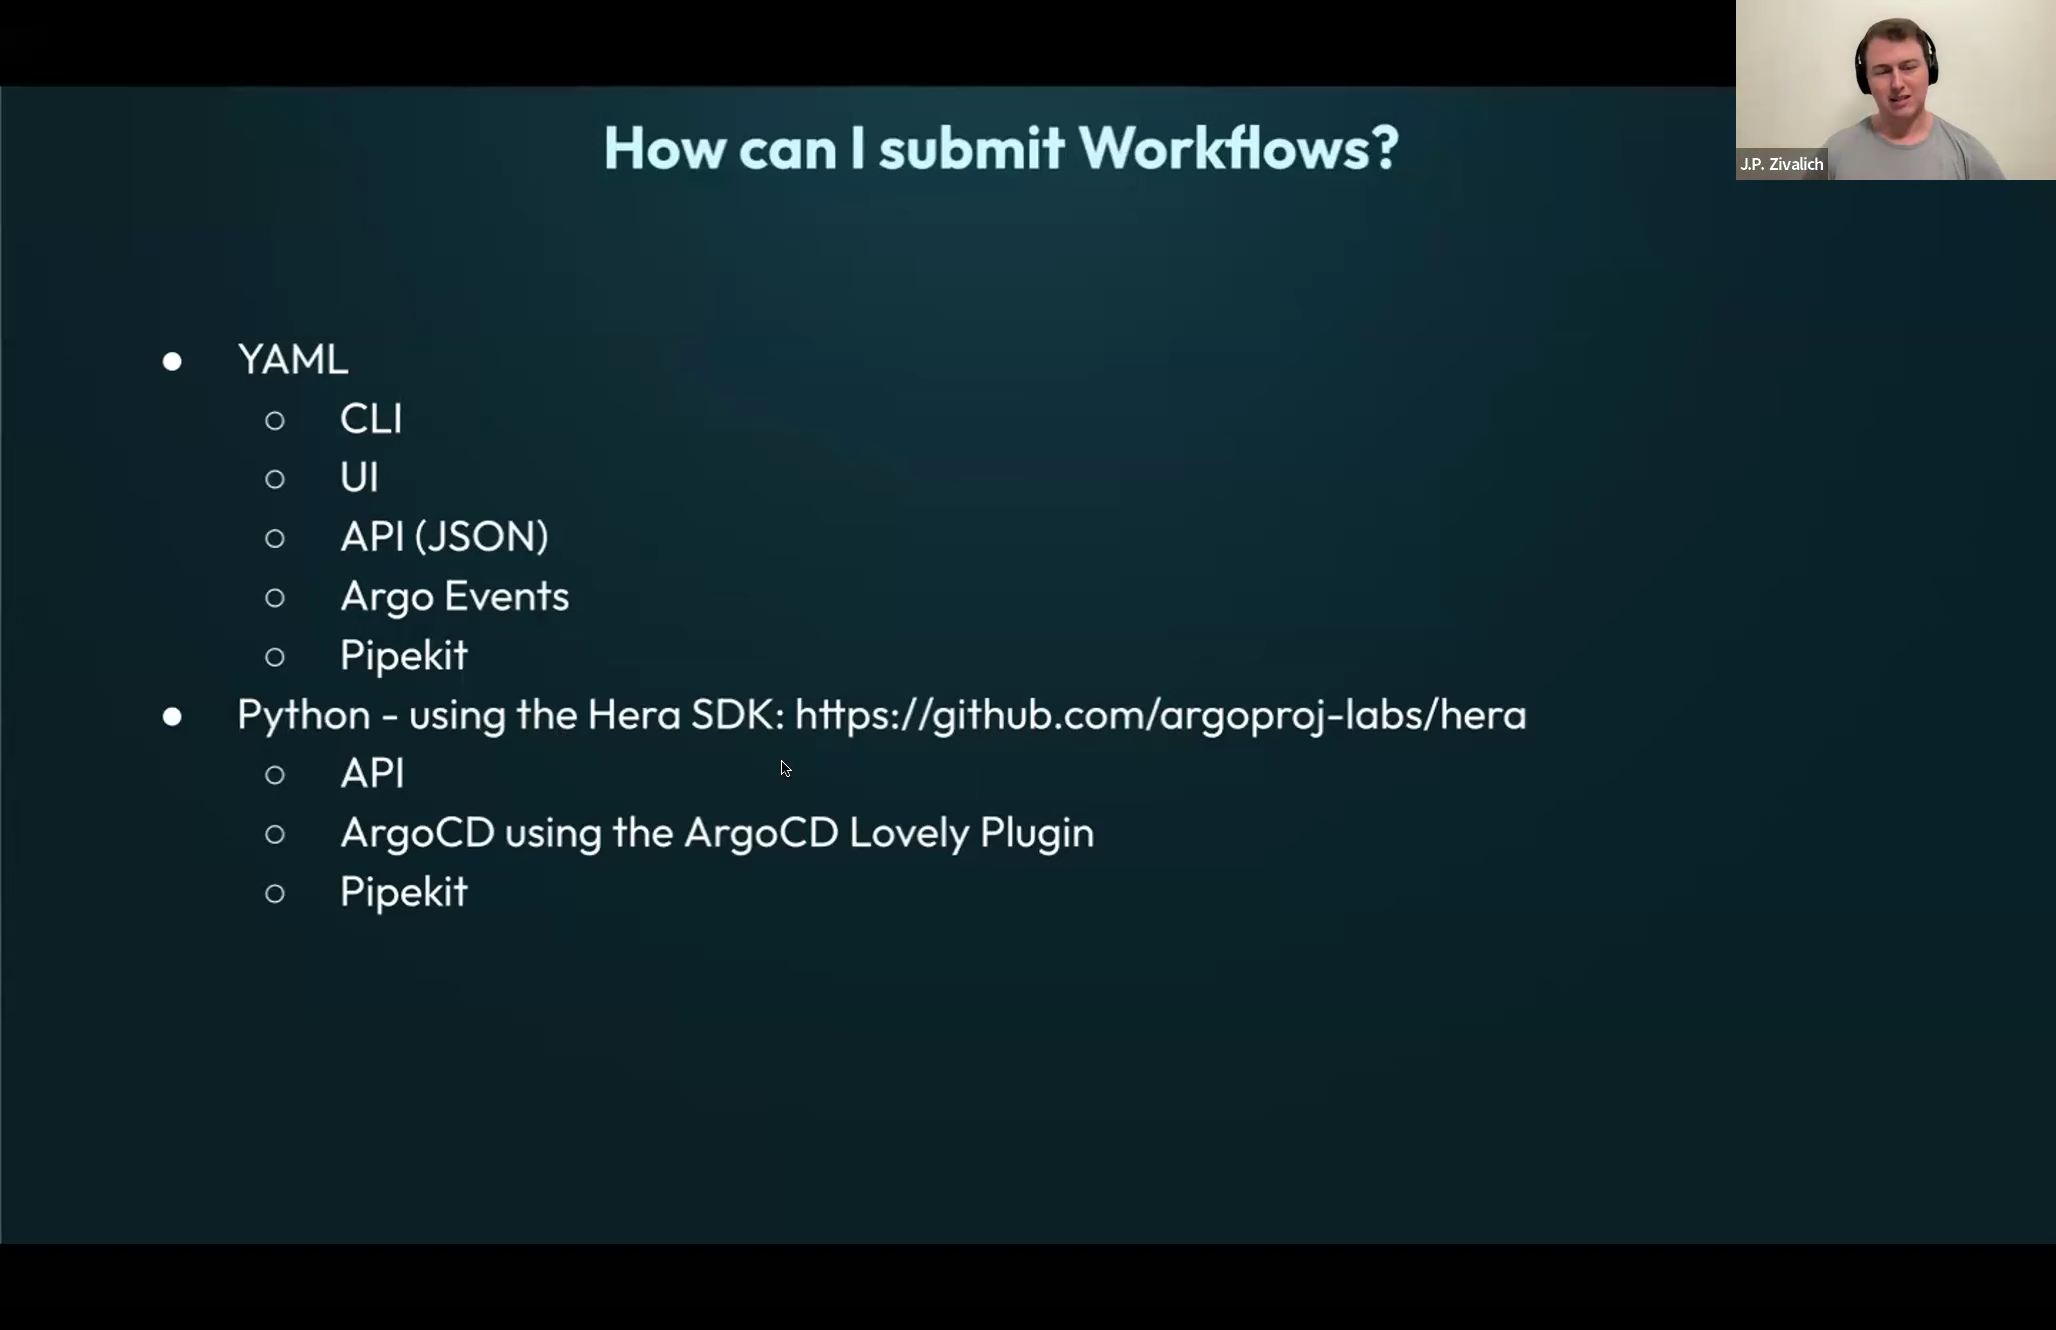 How can I submit Workflows?
J.P. Zivalich
● YAML
○ CLI
○ UI
○ API (JSON)
○ Argo Events
○ Pipekit
● Python - using the Hera SDK: https://github.com/argoproj-labs/hera
○ API
○ ArgoCD using the ArgoCD Lovely Plugin
○ Pipekit